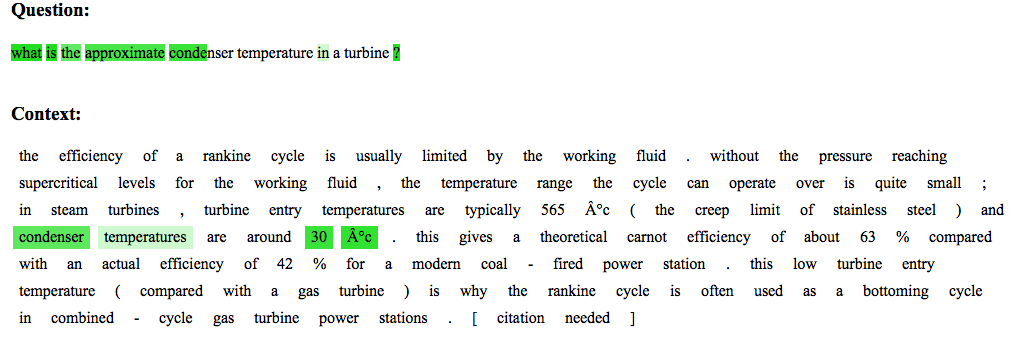 Question:
what is the approximate condenser temperature in a turbine ?
Context:
the efficiency of a rankine cycle is usually limited by the working fluid . without the pressure reaching
supercritical levels for the working fluid , the temperature range the cycle can operate over is quite small ;
in steam turbines , turbine entry temperatures are typically 565 Â°c ( the creep limit of stainless steel ) and
condenser temperatures are around 30 Â°c . this gives a theoretical carnot efficiency of about 63 % compared
with an actual efficiency of 42 % for a modern coal - fired power station . this low turbine entry
temperature ( compared with a gas turbine ) is why the rankine cycle is often used as a bottoming cycle
in combined - cycle gas turbine power stations . [ citation needed ]